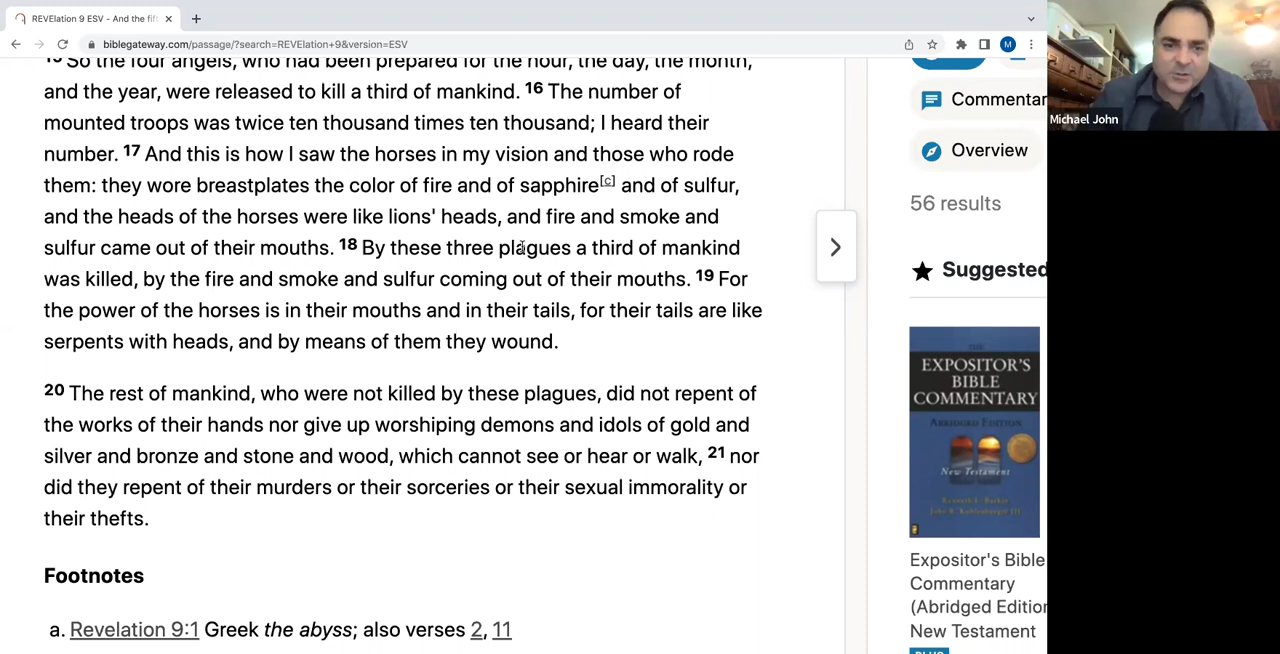 REVElation 9 ESV - And the fif
biblegateway.com/passage/?search=REVElation+9&version=ESV
M
Michael John
15 So the four angels, who had been prepared for the hour, the day, the month,
and the year, were released to kill a third of mankind. 16 The number of
mounted troops was twice ten thousand times ten thousand; I heard their
number. 17 And this is how I saw the horses in my vision and those who rode
them: they wore breastplates the color of fire and of sapphire[c] and of sulfur,
and the heads of the horses were like lions' heads, and fire and smoke and
sulfur came out of their mouths. 18 By these three plagues a third of mankind
was killed, by the fire and smoke and sulfur coming out of their mouths. 19 For
the power of the horses is in their mouths and in their tails, for their tails are like
serpents with heads, and by means of them they wound.
20 The rest of mankind, who were not killed by these plagues, did not repent of
the works of their hands nor give up worshiping demons and idols of gold and
silver and bronze and stone and wood, which cannot see or hear or walk, 21 nor
did they repent of their murders or their sorceries or their sexual immorality or
their thefts.
Footnotes
a. Revelation 9:1 Greek the abyss; also verses 2, 11
Commentar
Overview
56 results
Suggested
THE
EXPOSITOR'S
BIBLE
COMMENTARY
ABRIDGED EDITION
New Testament
Kenneth L. Barker
John R. Kohlenberger III
Expositor's Bible
Commentary
(Abridged Edition
New Testament
PLUS